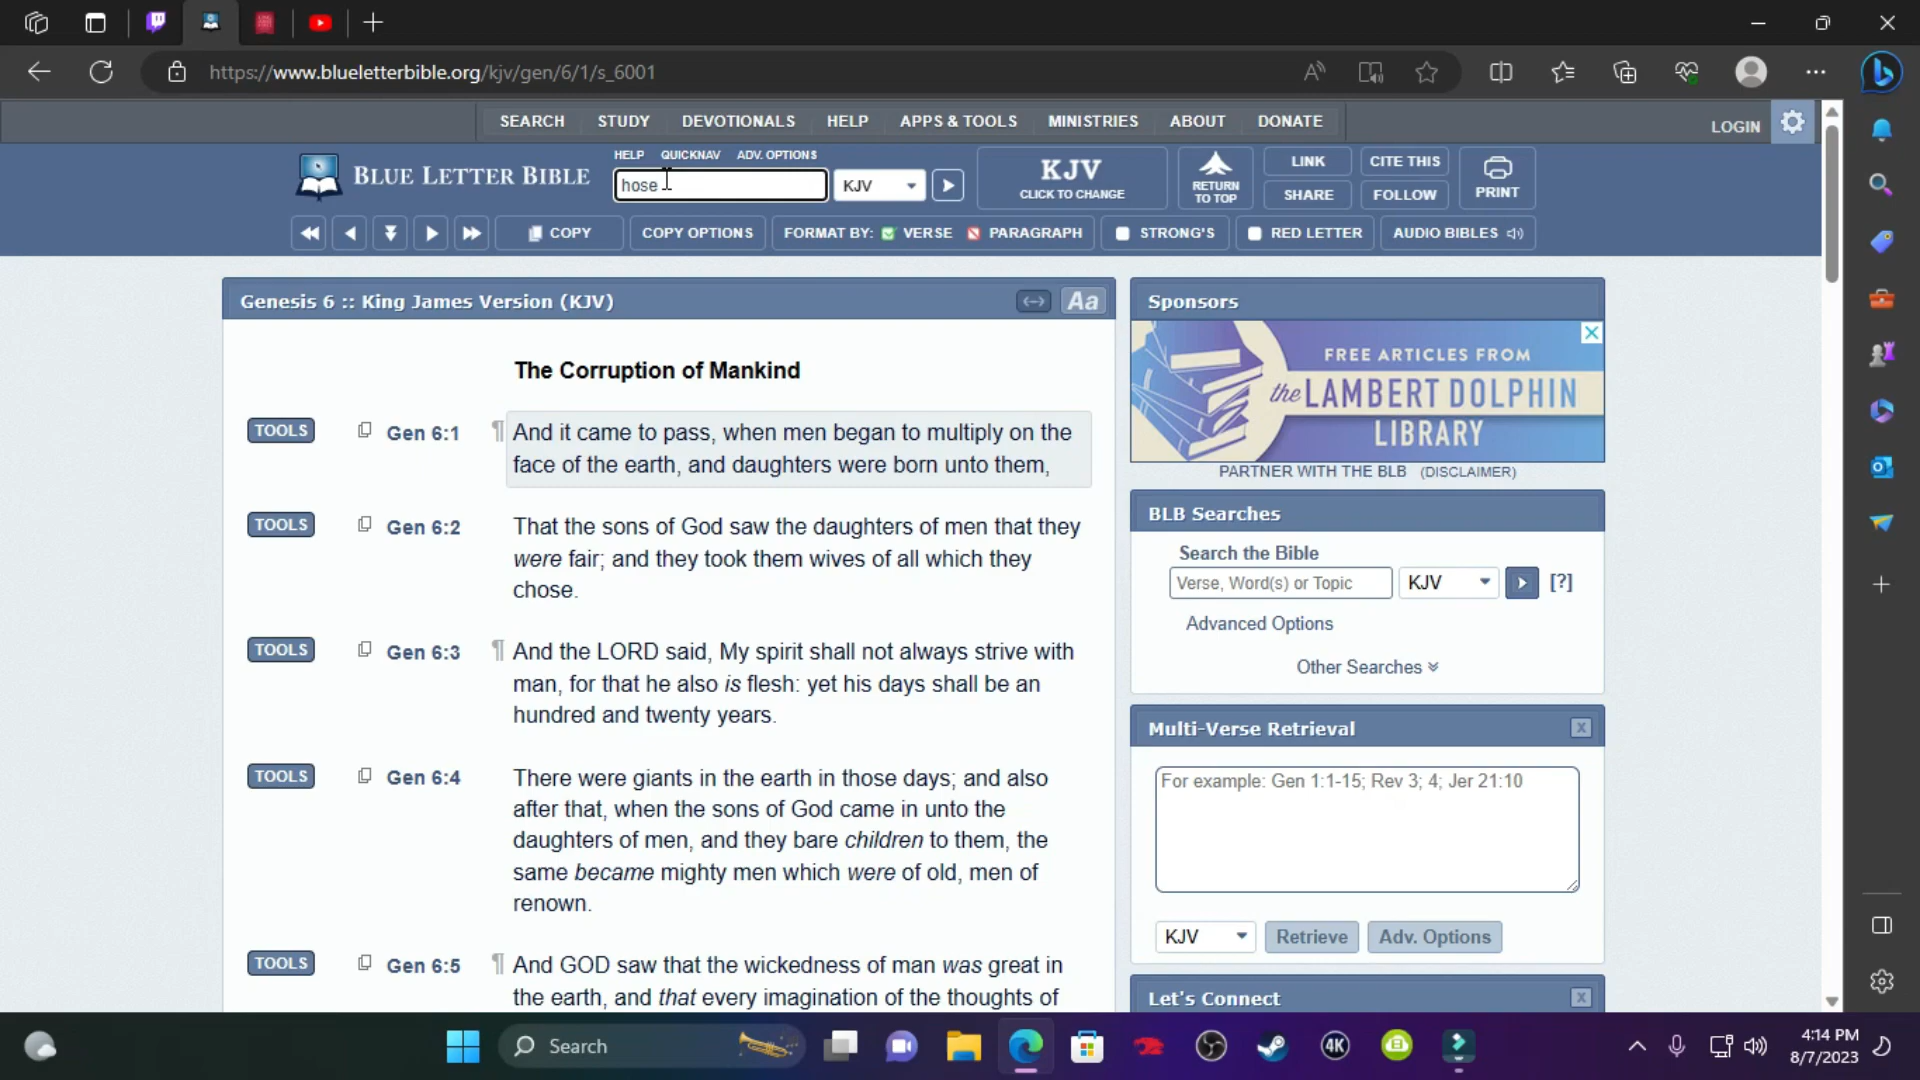 https://www.blueletterbible.org/kjv/gen/6/1/s_6001
SEARCH STUDY DEVOTIONALS HELP APPS & TOOLS MINISTRIES ABOUT DONATE
LOGIN
BLUE LETTER BIBLE
HELP QUICKNAV ADV. OPTIONS
hose
KJV
KJV
CLICK TO CHANGE
RETURN
TO TOP
LINK
CITE THIS
SHARE
FOLLOW
PRINT
COPY
COPY OPTIONS
FORMAT BY: VERSE PARAGRAPH
STRONG'S
RED LETTER
AUDIO BIBLES
Genesis 6 :: King James Version (KJV)
Aa
The Corruption of Mankind
TOOLS Gen 6:1 ¶ And it came to pass, when men began to multiply on the
face of the earth, and daughters were born unto them,
TOOLS Gen 6:2 That the sons of God saw the daughters of men that they
were fair; and they took them wives of all which they
chose.
TOOLS Gen 6:3 ¶ And the LORD said, My spirit shall not always strive with
man, for that he also is flesh: yet his days shall be an
hundred and twenty years.
TOOLS Gen 6:4 There were giants in the earth in those days; and also
after that, when the sons of God came in unto the
daughters of men, and they bare children to them, the
same became mighty men which were of old, men of
renown.
TOOLS Gen 6:5 ¶ And GOD saw that the wickedness of man was great in
the earth, and that every imagination of the thoughts of
Sponsors
FREE ARTICLES FROM
the LAMBERT DOLPHIN
LIBRARY
PARTNER WITH THE BLB (DISCLAIMER)
BLB Searches
Search the Bible
Verse, Word(s) or Topic KJV [?]
Advanced Options
Other Searches
Multi-Verse Retrieval x
For example: Gen 1:1-15; Rev 3; 4; Jer 21:10
KJV Retrieve Adv. Options
Let's Connect x
Search
4K
4:14 PM
8/7/2023